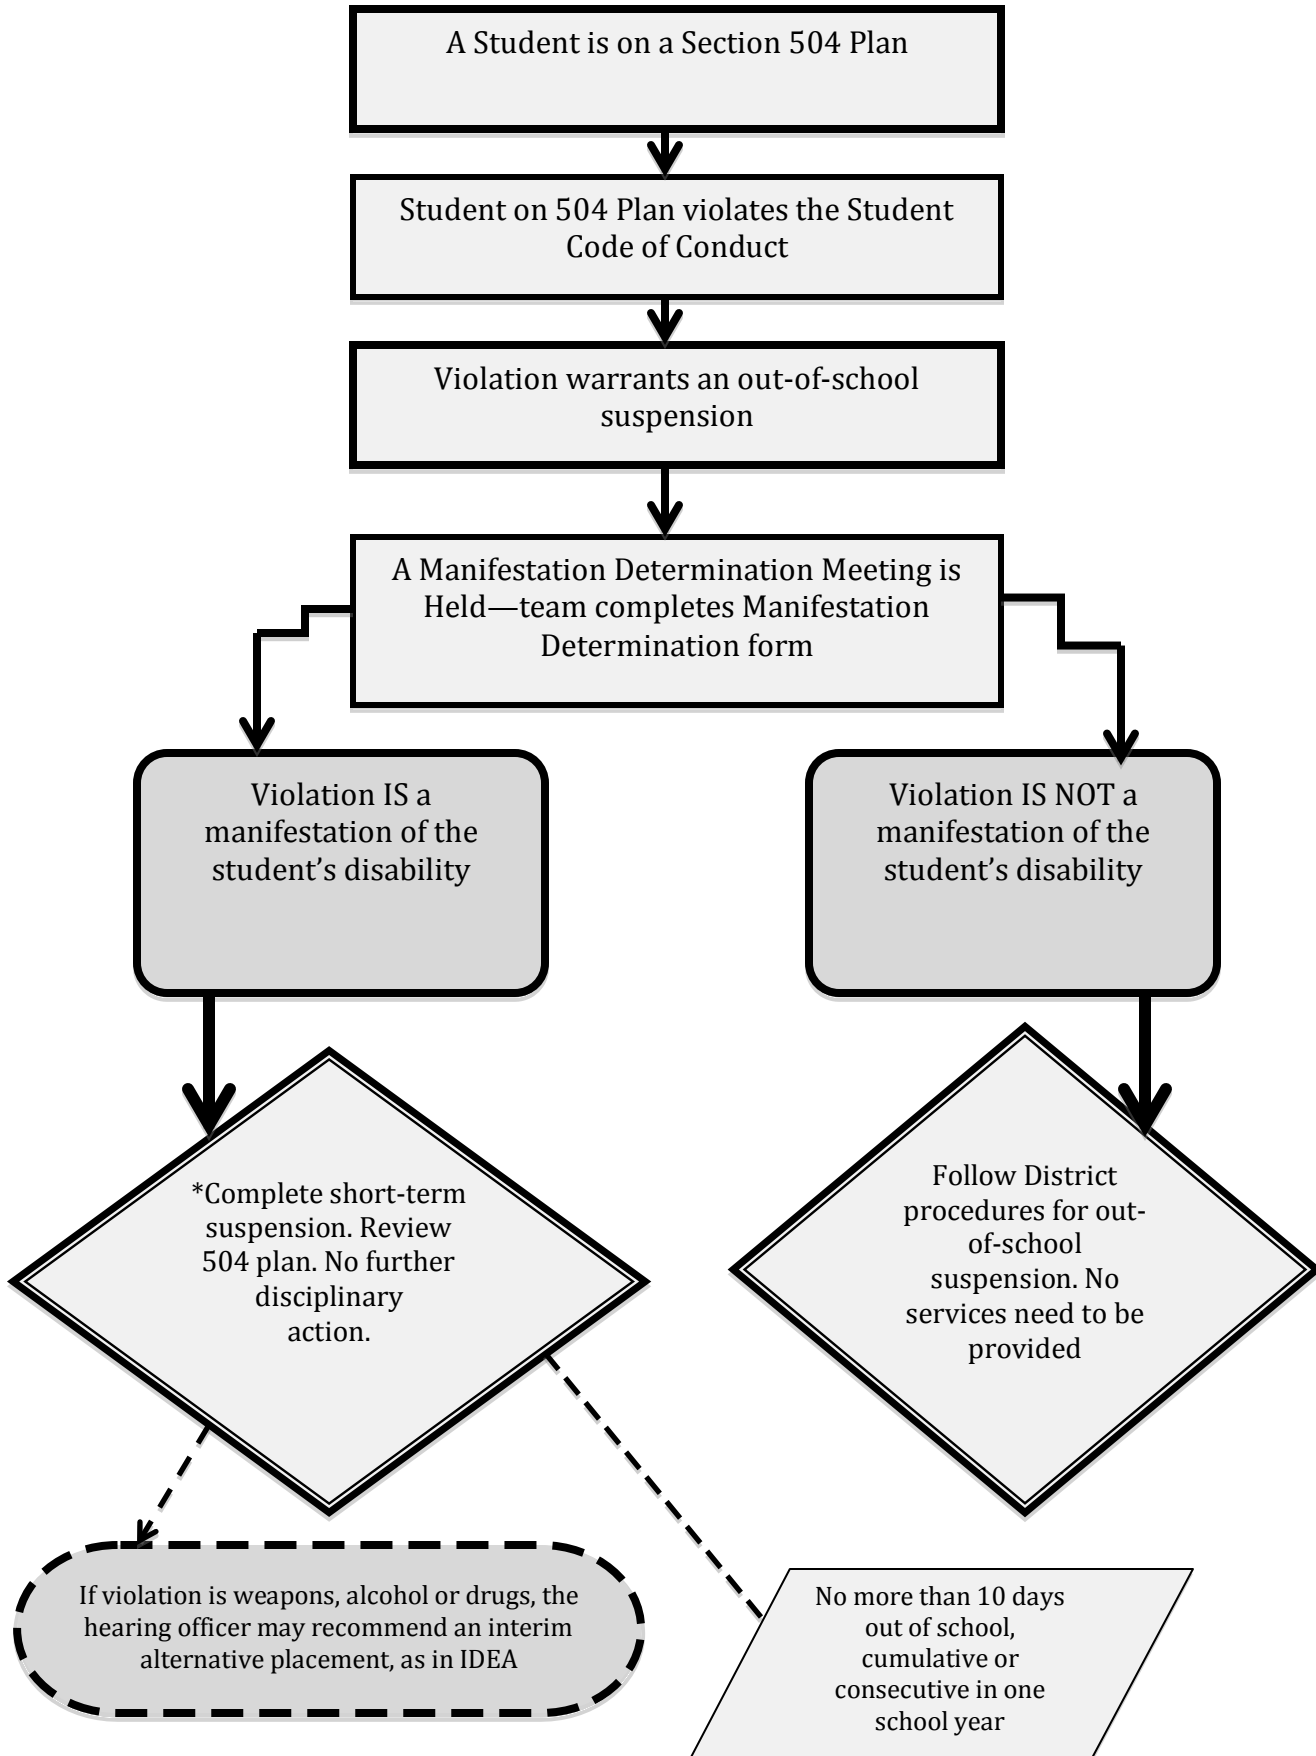 A Student is on a Section 504 Plan
Student on 504 Plan violates the Student
Code of Conduct
Violation warrants an out-of-school
suspension
A Manifestation Determination Meeting is
Held—team completes Manifestation
Determination form
Violation IS a
manifestation of the
student’s disability
Violation IS NOT a
manifestation of the
student’s disability
*Complete short-term
suspension. Review
504 plan. No further
disciplinary
action.
Follow District
procedures for out-
of-school
suspension. No
services need to be
provided
If violation is weapons, alcohol or drugs, the
hearing officer may recommend an interim
alternative placement, as in IDEA
No more than 10 days
out of school,
cumulative or
consecutive in one
school year